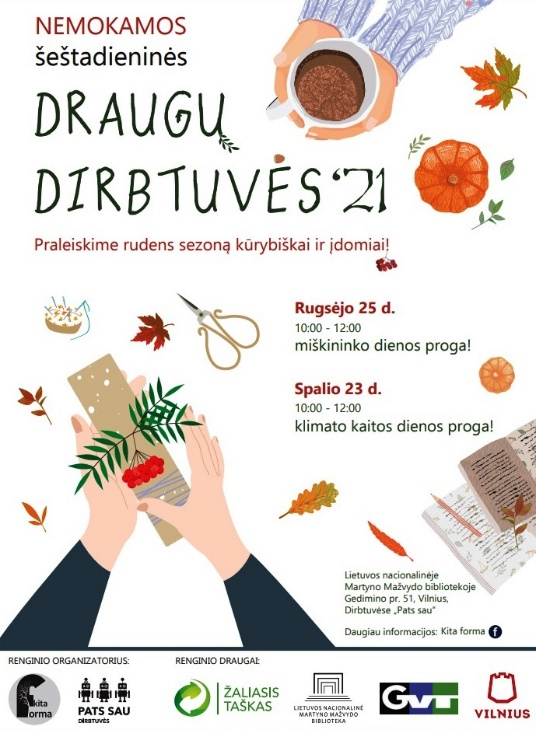 NEMOKAMOS
šeštadieninės
DRAUGŲ
DIRBTUVĖS '21
Praleiskime rudens sezoną kūrybiškai ir įdomiai!
Rugsėjo 25 d.
10:00 - 12:00
miškininko dienos proga!
Spalio 23 d.
10:00 - 12:00
klimato kaitos dienos proga!
Lietuvos nacionalinėje
Martyno Mažvydo bibliotekoje
Gedimino pr. 51, Vilnius,
Dirbtuvėse „Pats sau"
Daugiau informacijos: Kita forma f
RENGINIO ORGANIZATORIUS:
RENGINIO DRAUGAI:
kita
forma
PATS SAU
DIRBTUVĖS
ŽALIASIS
TAŠKAS
LIETUVOS NACIONALINĖ
MARTYNO MAŽVYDO
BIBLIOTEKA
GVT
VILNIUS